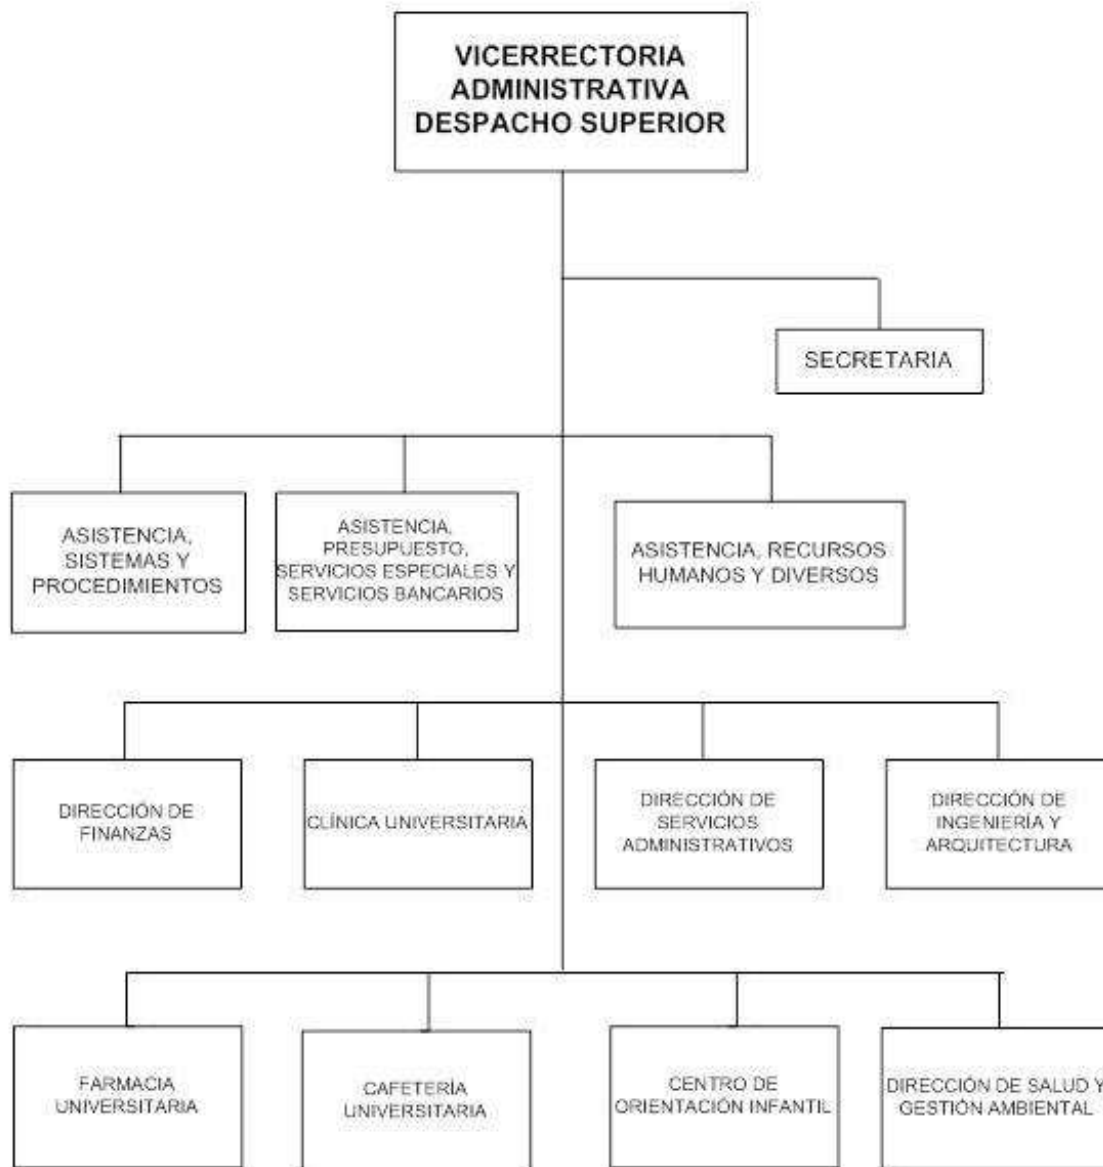 VICERRECTORIA
ADMINISTRATIVA
DESPACHO SUPERIOR
SECRETARIA
ASISTENCIA,
SISTEMAS Y
PROCEDIMIENTOS
ASISTENCIA,
PRESUPUESTO,
SERVICIOS ESPECIALES Y
SERVICIOS BANCARIOS
ASISTENCIA, RECURSOS
HUMANOS Y DIVERSOS
DIRECCIÓN DE
FINANZAS
CLÍNICA UNIVERSITARIA
DIRECCIÓN DE
SERVICIOS
ADMINISTRATIVOS
DIRECCIÓN DE
INGENIERÍA Y
ARQUITECTURA
FARMACIA
UNIVERSITARIA
CAFETERÍA
UNIVERSITARIA
CENTRO DE
ORIENTACIÓN INFANTIL
DIRECCIÓN DE SALUD Y
GESTIÓN AMBIENTAL